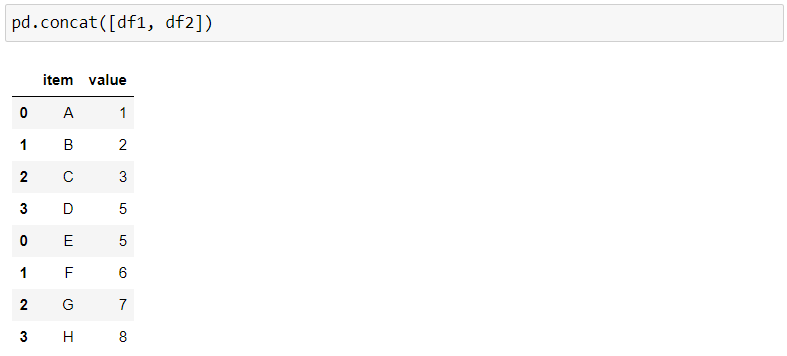 pd.concat([df1, df2])
item value
0 A 1
1 B 2
2 C 3
3 D 5
0 E 5
1 F 6
2 G 7
3 H 8